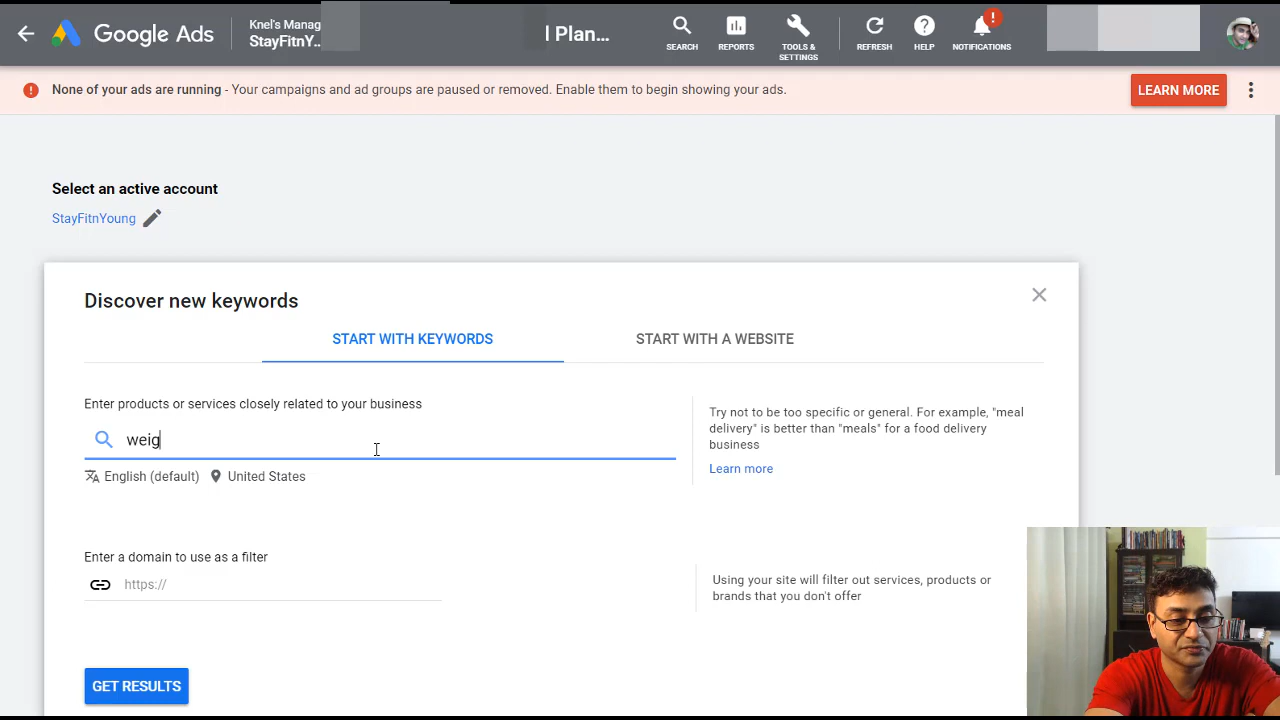 Google Ads
Knel's Manag
StayFitnY...
l Plan...
SEARCH
REPORTS
TOOLS &
SETTINGS
REFRESH
HELP
!
NOTIFICATIONS
None of your ads are running - Your campaigns and ad groups are paused or removed. Enable them to begin showing your ads.
LEARN MORE
Select an active account
StayFitnYoung
Discover new keywords
START WITH KEYWORDS
START WITH A WEBSITE
Enter products or services closely related to your business
weig
English (default)
United States
Try not to be too specific or general. For example, "meal
delivery" is better than "meals" for a food delivery
business
Learn more
Enter a domain to use as a filter
https://
Using your site will filter out services, products or
brands that you don't offer
GET RESULTS